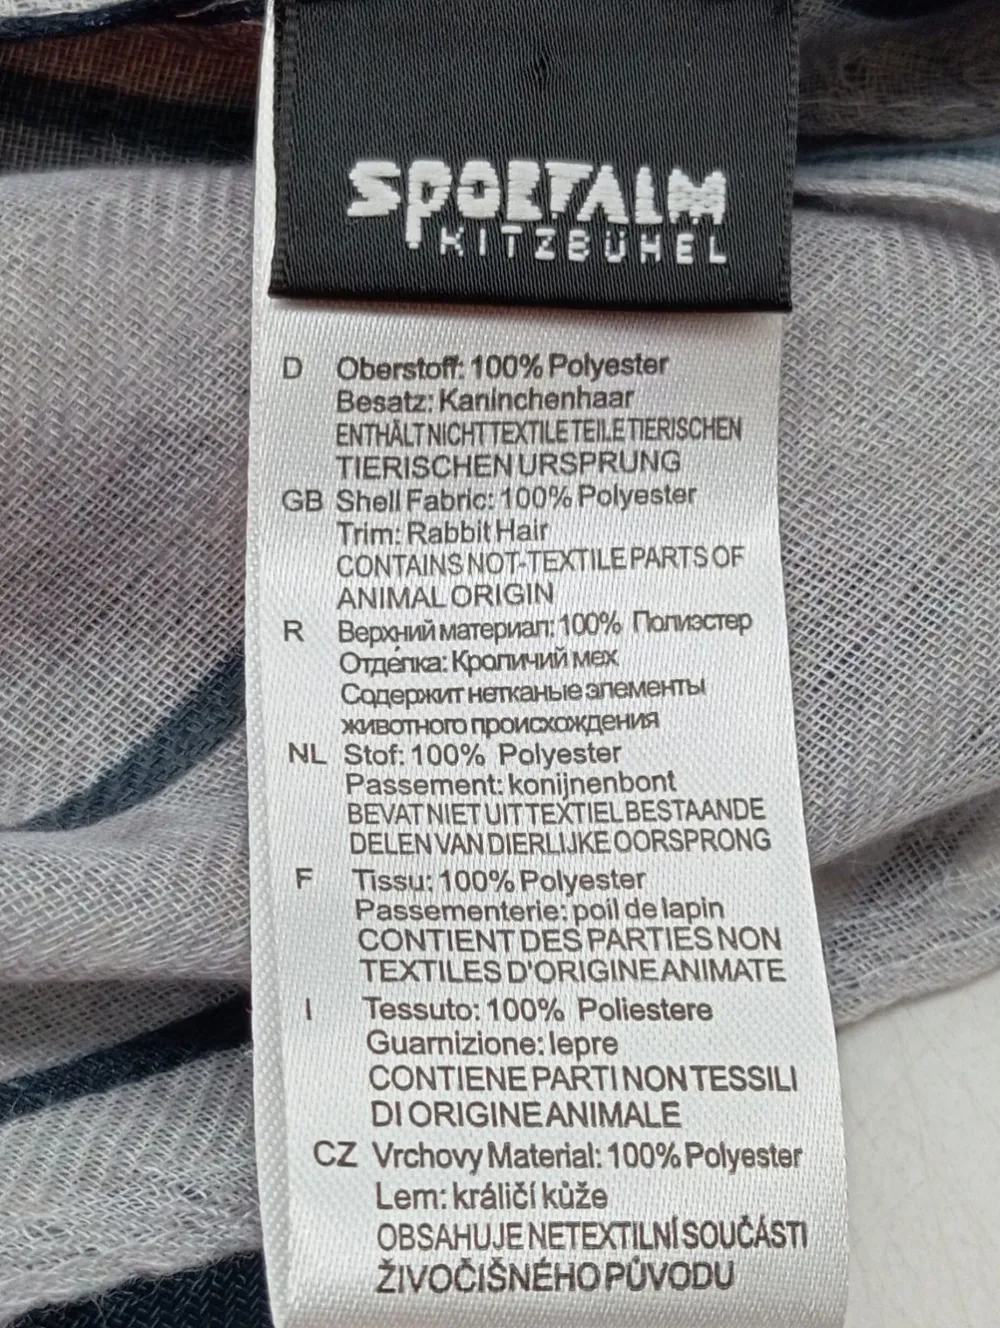 SPORTALM
KITZBÜHEL
D Oberstoff: 100% Polyester
Besatz: Kaninchenhaar
ENTHÄLT NICHTTEXTILE TEILE TIERISCHEN
TIERISCHEN URSPRUNG
GB Shell Fabric: 100% Polyester
Trim: Rabbit Hair
CONTAINS NOT-TEXTILE PARTS OF
ANIMAL ORIGIN
R Верхний материал: 100% Полиэстер
Отделка: Кроличий мех
Содержит нетканые элементы
животного происхождения
NL Stof: 100% Polyester
Passement: konijnenbont
BEVAT NIET UIT TEXTIEL BESTAANDE
DELEN VAN DIERLIJKE OORSPRONG
F Tissu: 100% Polyester
Passementerie: poil de lapin
CONTIENT DES PARTIES NON
TEXTILES D'ORIGINE ANIMATE
I Tessuto: 100% Poliestere
Guarnizione: lepre
CONTIENE PARTI NON TESSILI
DI ORIGINE ANIMALE
CZ Vrchovy Material: 100% Polyester
Lem: králičí kůže
OBSAHUJE NETEXTILNÍ SOUČÁSTI
ŽIVOČIŠNÉHO PŮVODU